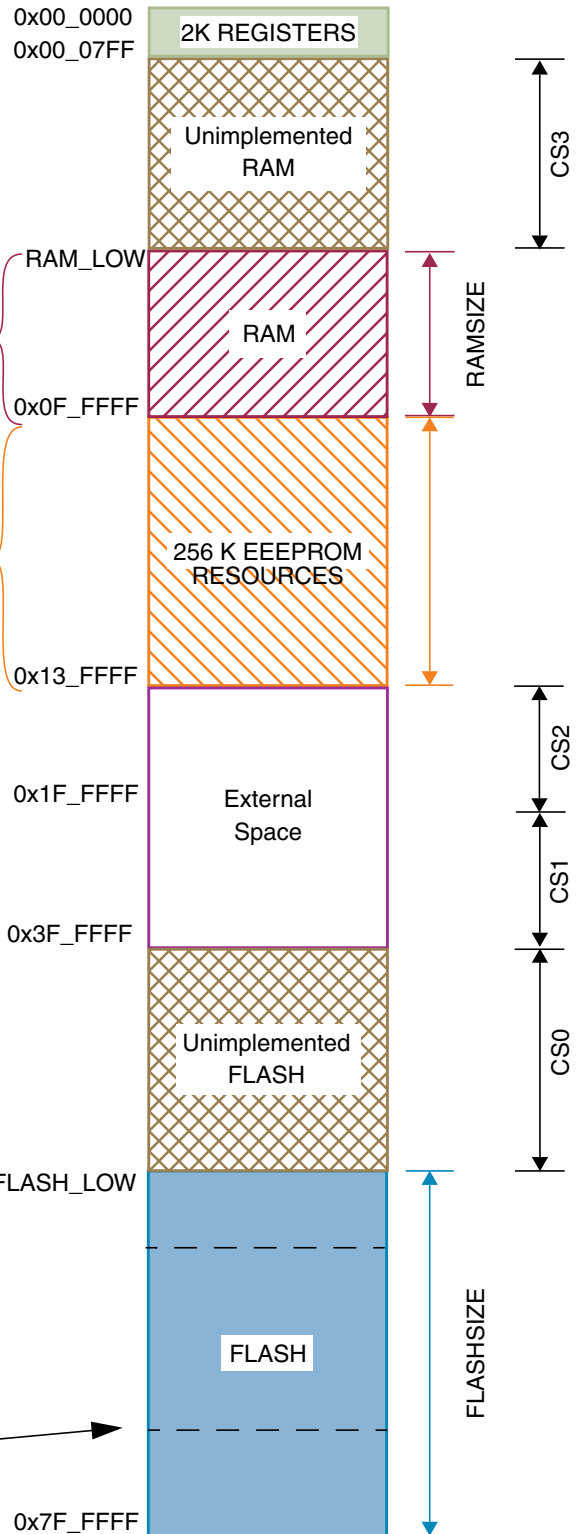 0x00_0000
2K REGISTERS
0x00_07FF
Unimplemented
RAM
CS3
RAM_LOW
RAM
RAMSIZE
0x0F_FFFF
256 K EEEPROM
RESOURCES
0x13_FFFF
CS2
0x1F_FFFF
External
Space
CS1
0x3F_FFFF
Unimplemented
FLASH
CS0
FLASH_LOW
FLASH
FLASHSIZE
0x7F_FFFF